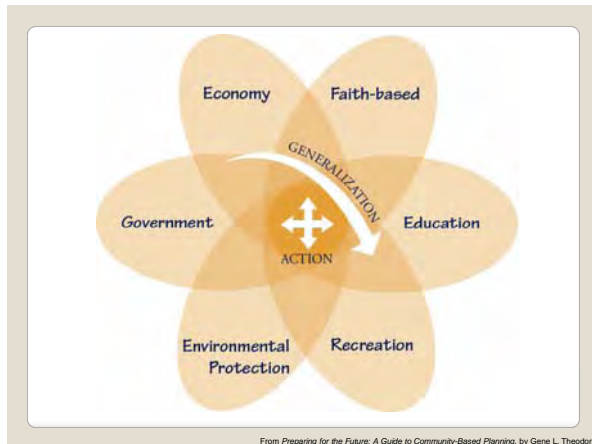 Economy
Faith-based
GENERALIZATION
Government
Education
ACTION
Environmental
Protection
Recreation
From Preparing for the Future: A Guide to Community-Based Planning, by Gene L. Theodori